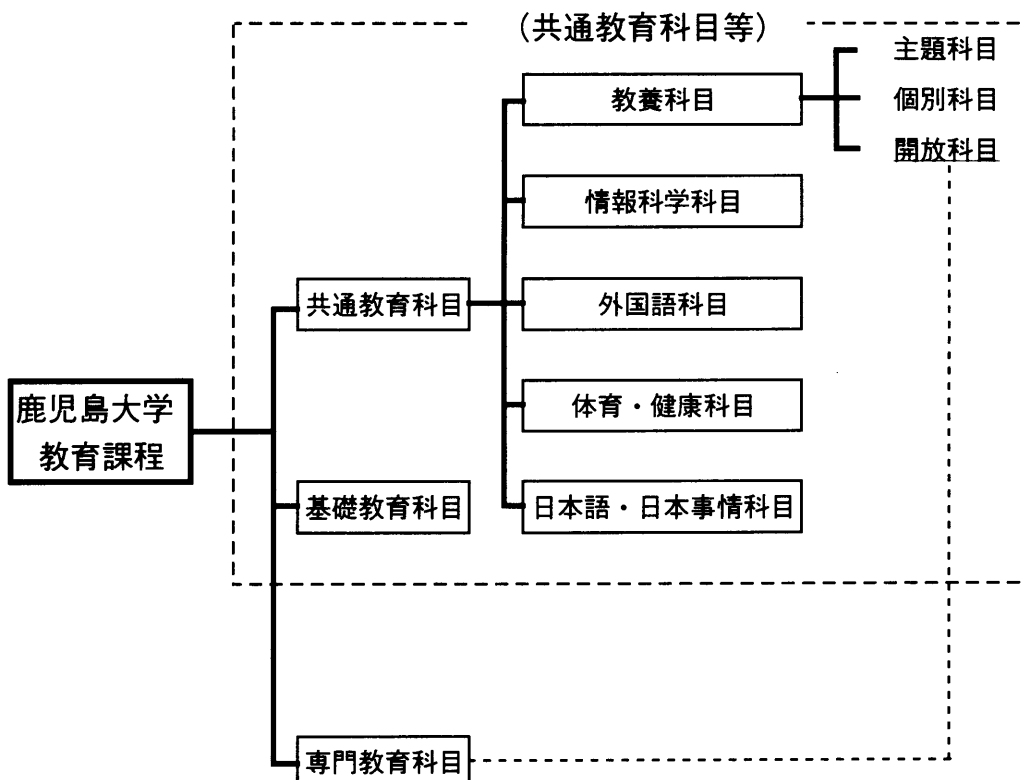 (共通教育科目等)
主題科目
教養科目
個別科目
開放科目
情報科学科目
共通教育科目
外国語科目
鹿児島大学
教育課程
体育・健康科目
基礎教育科目
日本語・日本事情科目
専門教育科目